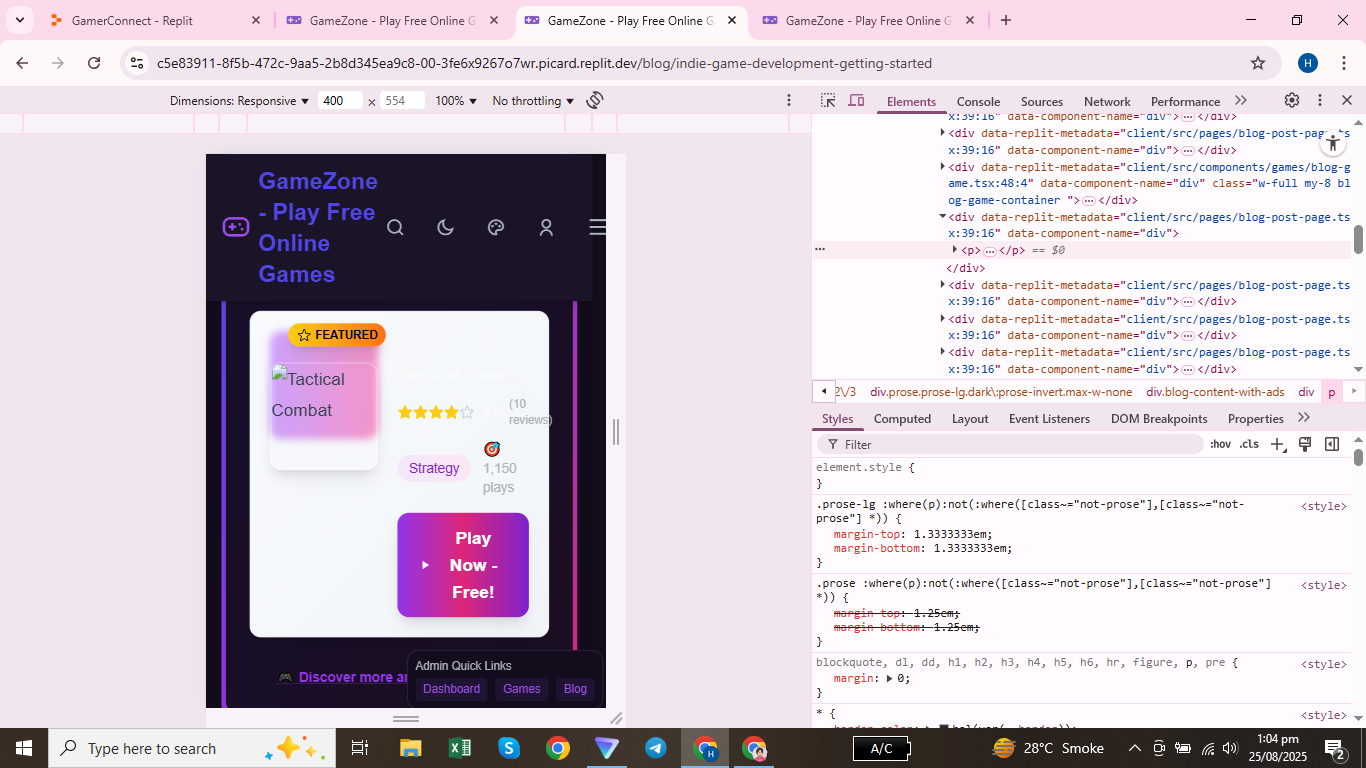 GamerConnect - Replit
GameZone - Play Free Online G
GameZone - Play Free Online G
GameZone - Play Free Online G
c5e83911-8f5b-472c-9aa5-2b8d345ea9c8-00-3fe6x9267o7wr.picard.replit.dev/blog/indie-game-development-getting-started
H
Dimensions: Responsive
400
×
554
100%
No throttling
Elements
Console
Sources
Network
Performance
GameZone
- Play Free
Online
Games
FEATURED
Tactical
Combat
Tactical Com...
(10
reviews)
Strategy
🎯
1,150
plays
Play
Now -
Free!
🎮 Discover more a
Admin Quick Links
Dashboard
Games
Blog
x:39:16" data-component-name="div">…</div>
<div data-replit-metadata="client/src/pages/blog-post-page.ts
x:39:16" data-component-name="div">…</div>
<div data-replit-metadata="client/src/components/games/blog-g
ame.tsx:48:4" data-component-name="div" class="w-full my-8 bl
og-game-container ">…</div>
<div data-replit-metadata="client/src/pages/blog-post-page.ts
x:39:16" data-component-name="div">
… <p>…</p> == $0
</div>
<div data-replit-metadata="client/src/pages/blog-post-page.ts
x:39:16" data-component-name="div">…</div>
<div data-replit-metadata="client/src/pages/blog-post-page.ts
x:39:16" data-component-name="div">…</div>
<div data-replit-metadata="client/src/pages/blog-post-page.ts
x:39:16" data-component-name="div">…</div>
div.prose.prose-lg.dark\:prose-invert.max-w-none
div.blog-content-with-ads
div
p
Styles
Computed
Layout
Event Listeners
DOM Breakpoints
Properties
Filter
:hov
.cls
element.style {
}
.prose-lg :where(p):not(:where([class~="not-prose"],[class~="not-
prose"] *)) {
<style>
margin-top: 1.3333333em;
margin-bottom: 1.3333333em;
}
.prose :where(p):not(:where([class~="not-prose"],[class~="not-prose"]
*)) {
<style>
margin-top: 1.25em;
margin-bottom: 1.25em;
}
blockquote, dl, dd, h1, h2, h3, h4, h5, h6, hr, figure, p, pre {
<style>
margin: 0;
}
* {
<style>
Type here to search
A/C
28°C Smoke
1:04 pm
25/08/2025
2